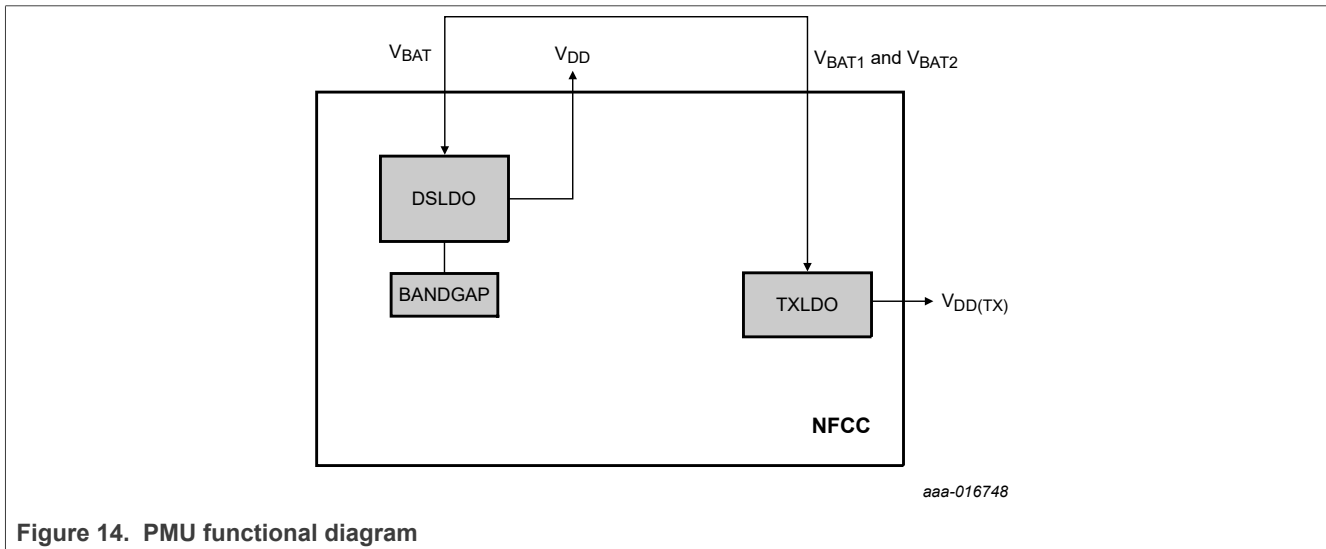 VBAT
VDD
VBAT1 and VBAT2
DSLDO
BANDGAP
TXLDO
VDD(TX)
NFCC
aaa-016748
Figure 14. PMU functional diagram